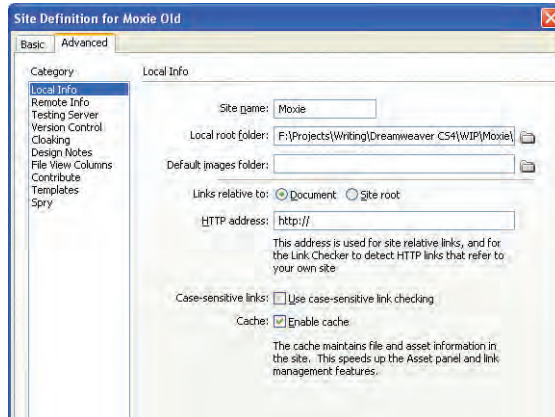 Site Definition for Moxie Old
Basic
Advanced
Category
Local Info
Remote Info
Testing Server
Version Control
Cloaking
Design Notes
File View Columns
Contribute
Templates
Spry
Local Info
Site name: Moxie
Local root folder: F:\Projects\Writing\Dreamweaver CS4\WIP\Moxie\
Default images folder:
Links relative to: Document Site root
HTTP address: http://
This address is used for site relative links, and for
the Link Checker to detect HTTP links that refer to
your own site
Case-sensitive links: Use case-sensitive link checking
Cache: Enable cache
The cache maintains file and asset information in
the site. This speeds up the Asset panel and link
management features.